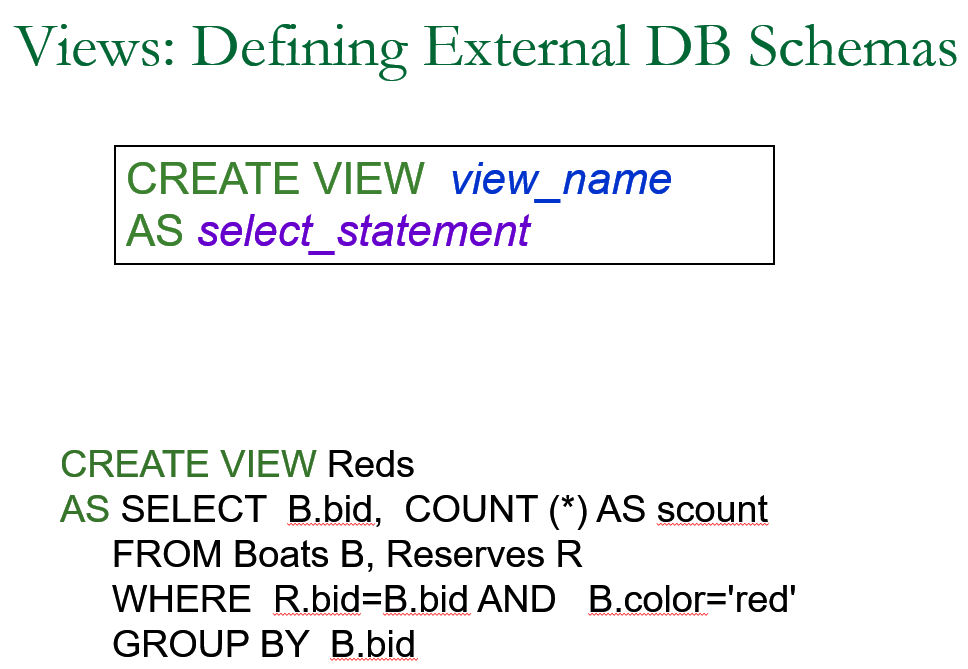 Views: Defining External DB Schemas
CREATE VIEW view_name
AS select_statement
CREATE VIEW Reds
AS SELECT B.bid, COUNT (*) AS scount
FROM Boats B, Reserves R
WHERE R.bid=B.bid AND B.color='red'
GROUP BY B.bid